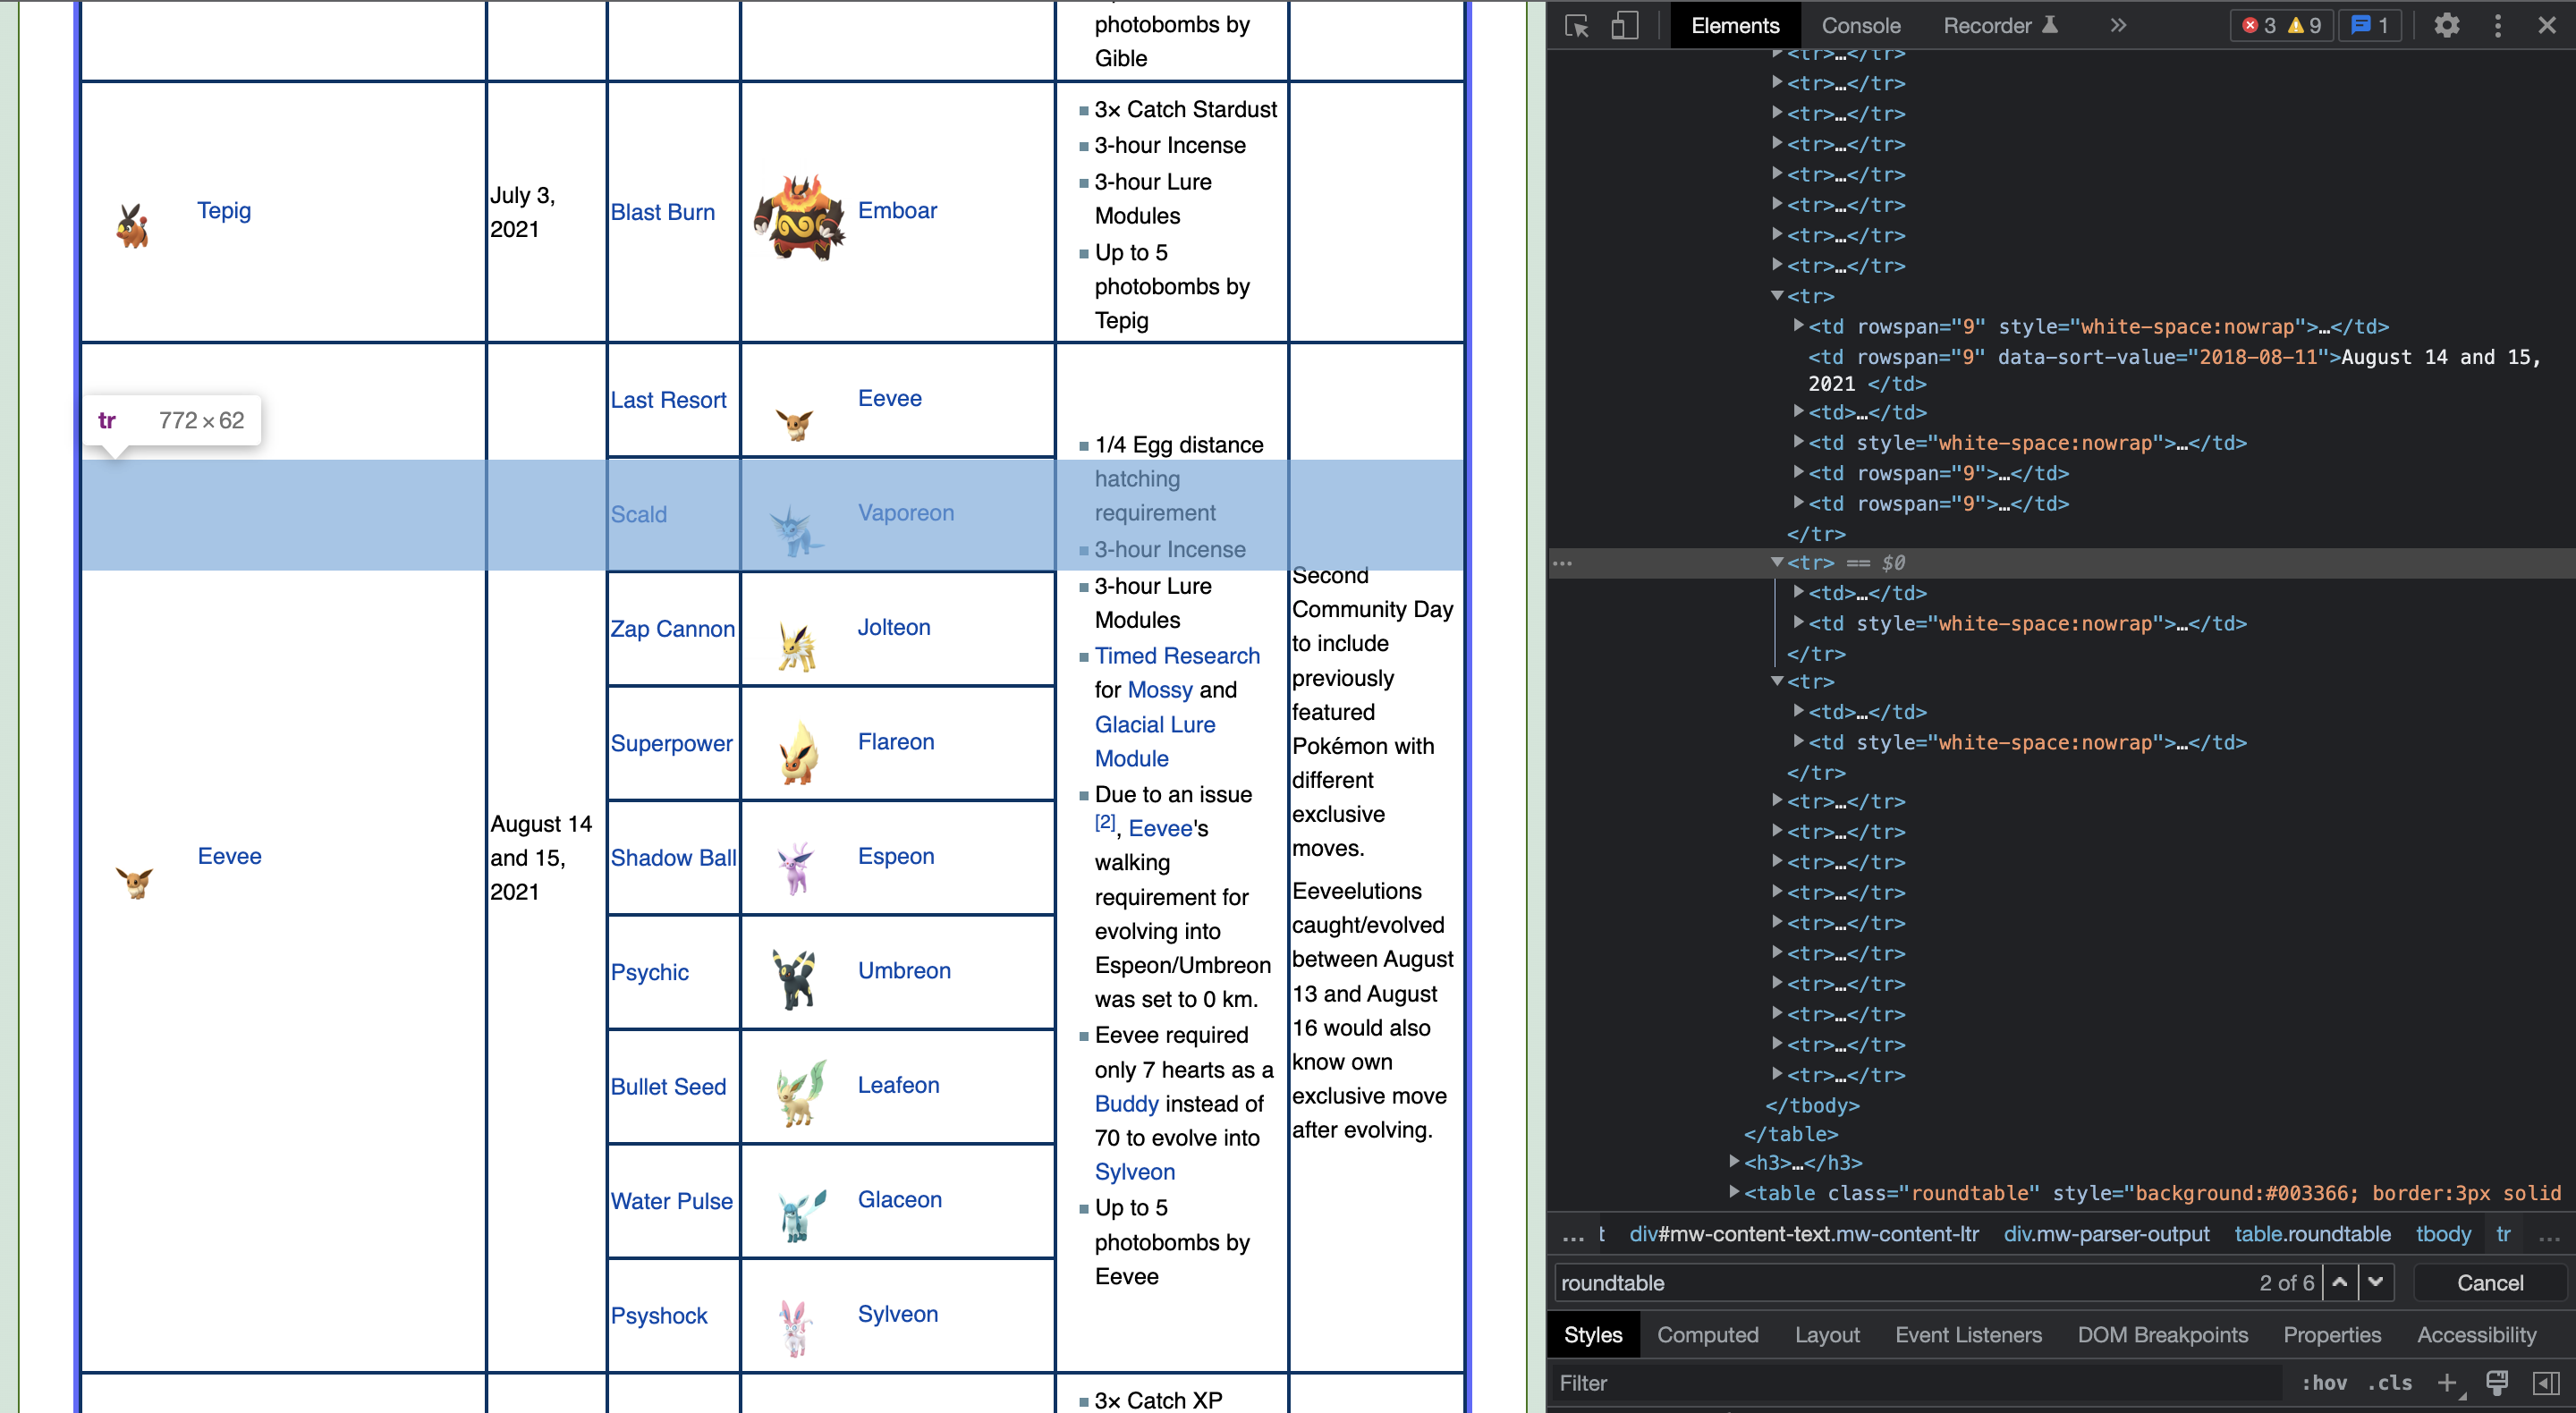 photobombs by
Gible
Tepig
July 3,
2021
Blast Burn
Emboar
3× Catch Stardust
3-hour Incense
3-hour Lure
Modules
Up to 5
photobombs by
Tepig
tr 772 × 62
Eevee
August 14
and 15,
2021
Last Resort
Eevee
Scald
Vaporeon
Zap Cannon
Jolteon
Superpower
Flareon
Shadow Ball
Espeon
Psychic
Umbreon
Bullet Seed
Leafeon
Water Pulse
Glaceon
Psyshock
Sylveon
1/4 Egg distance
hatching
requirement
3-hour Incense
3-hour Lure
Modules
Timed Research
for Mossy and
Glacial Lure
Module
Due to an issue
[2], Eevee's
walking
requirement for
evolving into
Espeon/Umbreon
was set to 0 km.
Eevee required
only 7 hearts as a
Buddy instead of
70 to evolve into
Sylveon
Up to 5
photobombs by
Eevee
Second
Community Day
to include
previously
featured
Pokémon with
different
exclusive
moves.
Eeveelutions
caught/evolved
between August
13 and August
16 would also
know own
exclusive move
after evolving.
3× Catch XP
Elements Console Recorder » 3 9 1
<tr>…</tr>
<tr>…</tr>
<tr>…</tr>
<tr>…</tr>
<tr>…</tr>
<tr>…</tr>
<tr>…</tr>
<tr>…</tr>
<tr>
<td rowspan="9" style="white-space:nowrap">…</td>
<td rowspan="9" data-sort-value="2018-08-11">August 14 and 15,
2021 </td>
<td>…</td>
<td style="white-space:nowrap">…</td>
<td rowspan="9">…</td>
<td rowspan="9">…</td>
</tr>
… <tr> == $0
<td>…</td>
<td style="white-space:nowrap">…</td>
</tr>
<tr>
<td>…</td>
<td style="white-space:nowrap">…</td>
</tr>
<tr>…</tr>
<tr>…</tr>
<tr>…</tr>
<tr>…</tr>
<tr>…</tr>
<tr>…</tr>
<tr>…</tr>
<tr>…</tr>
<tr>…</tr>
<tr>…</tr>
</tbody>
</table>
<h3>…</h3>
<table class="roundtable" style="background:#003366; border:3px solid
… t div#mw-content-text.mw-content-ltr div.mw-parser-output table.roundtable tbody tr …
roundtable 2 of 6 Cancel
Styles Computed Layout Event Listeners DOM Breakpoints Properties Accessibility
Filter :hov .cls +